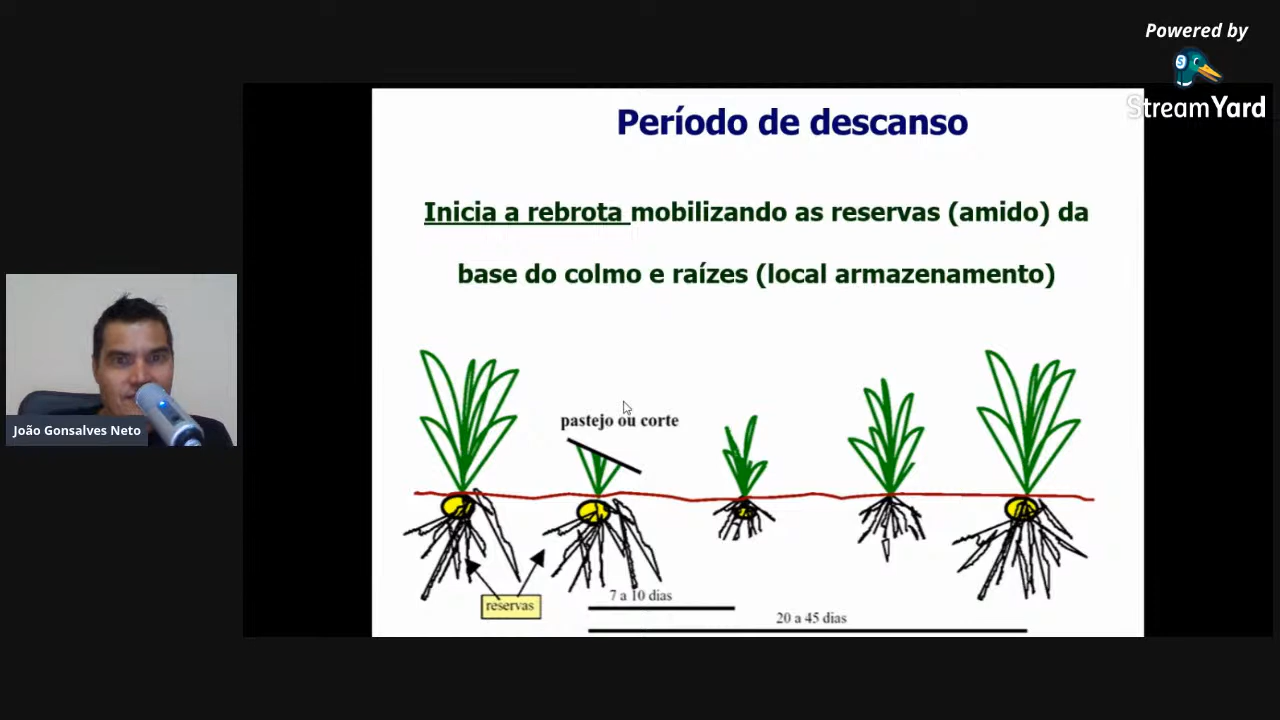 Powered by
StreamYard
Período de descanso
Inicia a rebrota mobilizando as reservas (amido) da
base do colmo e raízes (local armazenamento)
pastejo ou corte
João Gonsalves Neto
reservas
7 a 10 dias
20 a 45 dias